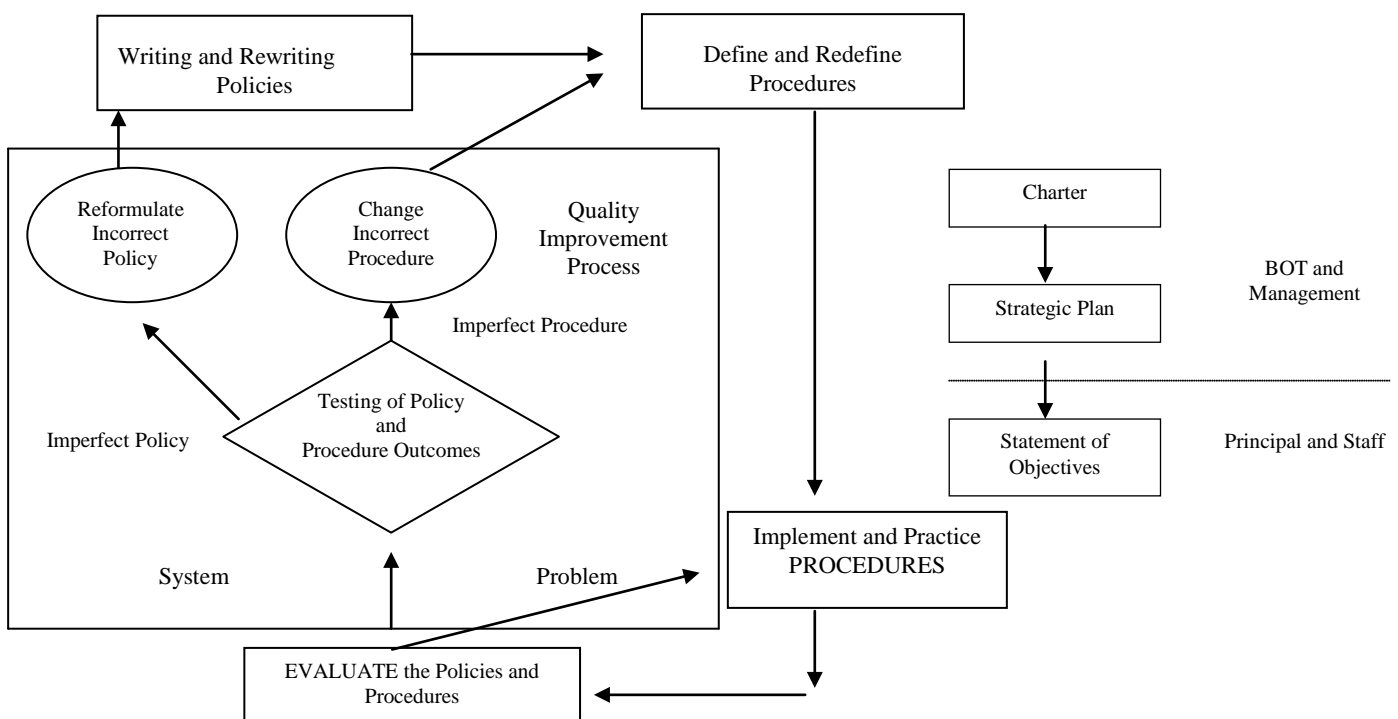 Writing and Rewriting
Policies
Define and Redefine
Procedures
Reformulate
Incorrect
Policy
Change
Incorrect
Procedure
Quality
Improvement
Process
Charter
BOT and
Management
Strategic Plan
Imperfect Procedure
Testing of Policy
and
Procedure Outcomes
Imperfect Policy
Statement of
Objectives
Principal and Staff
Implement and Practice
PROCEDURES
System
Problem
EVALUATE the Policies and
Procedures